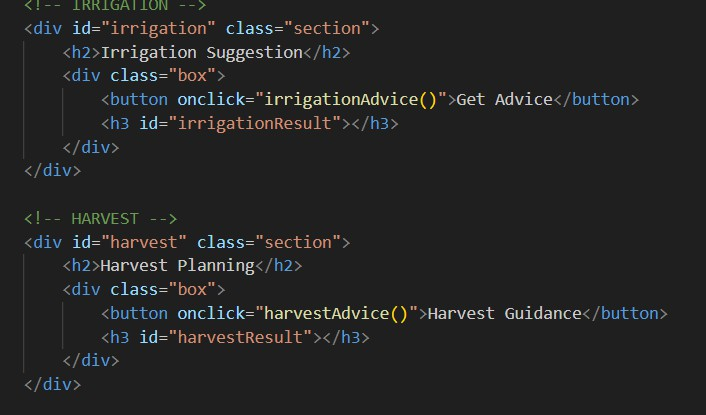 <!-- IRRIGATION -->
<div id="irrigation" class="section">
<h2>Irrigation Suggestion</h2>
<div class="box">
<button onclick="irrigationAdvice()">Get Advice</button>
<h3 id="irrigationResult"></h3>
</div>
</div>
<!-- HARVEST -->
<div id="harvest" class="section">
<h2>Harvest Planning</h2>
<div class="box">
<button onclick="harvestAdvice()">Harvest Guidance</button>
<h3 id="harvestResult"></h3>
</div>
</div>